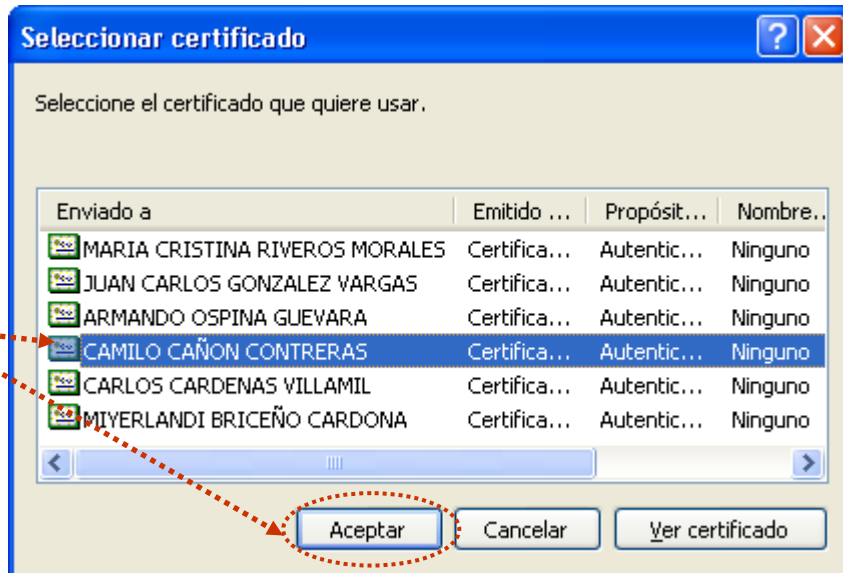 Seleccionar certificado
Seleccione el certificado que quiere usar.
Enviado a Emitido ... Propósit... Nombre..
MARIA CRISTINA RIVEROS MORALES Certifica... Autentic... Ninguno
JUAN CARLOS GONZALEZ VARGAS Certifica... Autentic... Ninguno
ARMANDO OSPINA GUEVARA Certifica... Autentic... Ninguno
CAMILO CAÑON CONTRERAS Certifica... Autentic... Ninguno
CARLOS CARDENAS VILLAMIL Certifica... Autentic... Ninguno
MIYERLANDI BRICEÑO CARDONA Certifica... Autentic... Ninguno
Aceptar Cancelar Ver certificado